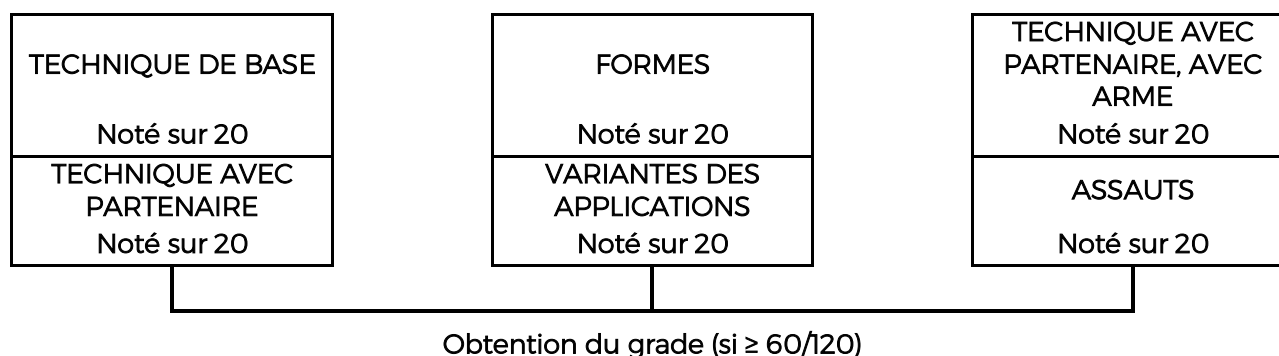 TECHNIQUE DE BASE
Noté sur 20
TECHNIQUE AVEC
PARTENAIRE
Noté sur 20
FORMES
Noté sur 20
VARIANTES DES
APPLICATIONS
Noté sur 20
TECHNIQUE AVEC
PARTENAIRE, AVEC
ARME
Noté sur 20
ASSAUTS
Noté sur 20
Obtention du grade (si ≥ 60/120)